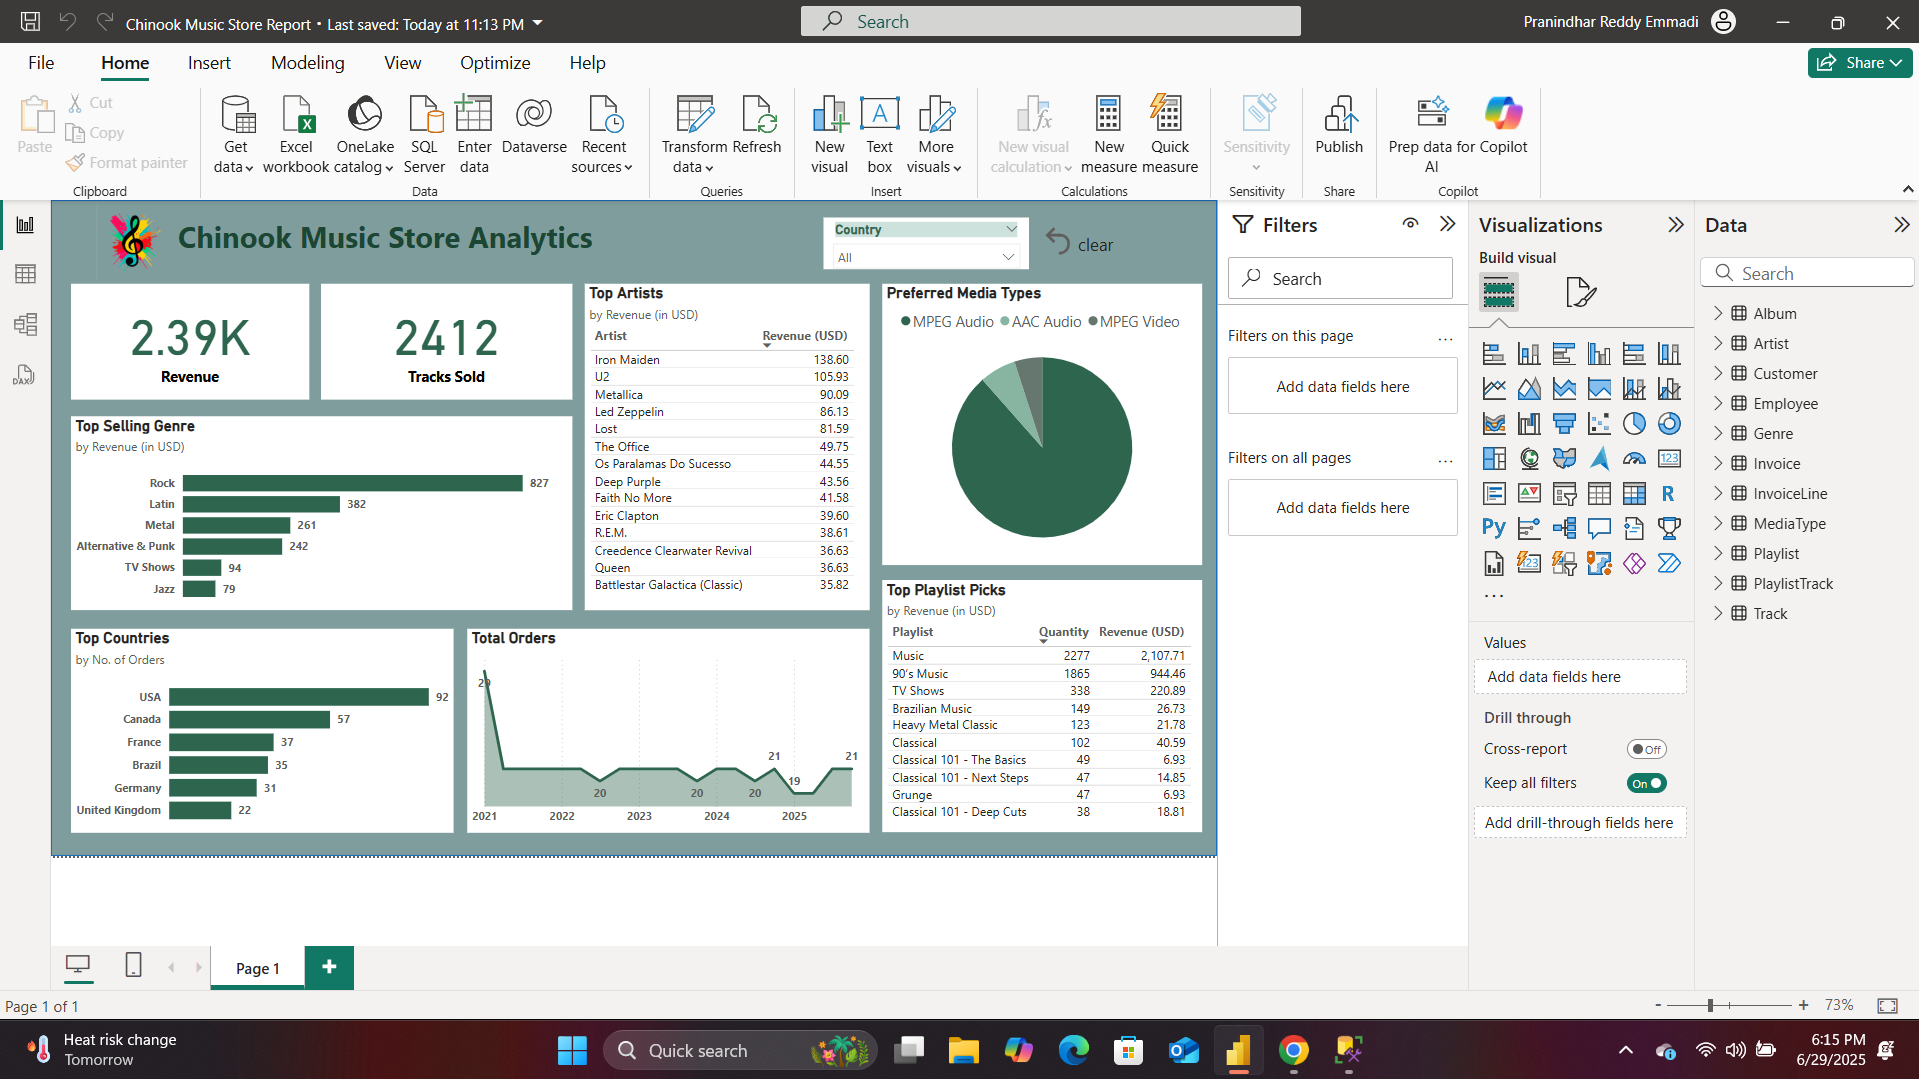 Chinook Music Store Report • Last saved: Today at 11:13 PM
Search
Pranindhar Reddy Emmadi
File
Home
Insert
Modeling
View
Optimize
Help
Share
Paste
Cut
Copy
Format painter
Clipboard
Get data
Excel workbook
OneLake catalog
SQL Server
Enter data
Dataverse
Recent sources
Data
Transform data
Refresh
Queries
New visual
Text box
More visuals
Insert
New visual calculation
New measure
Quick measure
Calculations
Sensitivity
Sensitivity
Publish
Share
Prep data for AI
Copilot
Copilot
Chinook Music Store Analytics
Country
All
clear
2.39K
Revenue
2412
Tracks Sold
Top Selling Genre
by Revenue (in USD)
Rock 827
Latin 382
Metal 261
Alternative & Punk 242
TV Shows 94
Jazz 79
Top Artists
by Revenue (in USD)
Artist Revenue (USD)
Iron Maiden 138.60
U2 105.93
Metallica 90.09
Led Zeppelin 86.13
Lost 81.59
The Office 49.75
Os Paralamas Do Sucesso 44.55
Deep Purple 43.56
Faith No More 41.58
Eric Clapton 39.60
R.E.M. 38.61
Creedence Clearwater Revival 36.63
Queen 36.63
Battlestar Galactica (Classic) 35.82
Preferred Media Types
MPEG Audio AAC Audio MPEG Video
Top Playlist Picks
by Revenue (in USD)
Playlist Quantity Revenue (USD)
Music 2277 2,107.71
90's Music 1865 944.46
TV Shows 338 220.89
Brazilian Music 149 26.73
Heavy Metal Classic 123 21.78
Classical 102 40.59
Classical 101 - The Basics 49 6.93
Classical 101 - Next Steps 47 14.85
Grunge 47 6.93
Classical 101 - Deep Cuts 38 18.81
Top Countries
by No. of Orders
USA 92
Canada 57
France 37
Brazil 35
Germany 31
United Kingdom 22
Total Orders
20 20 20 21 19 21
2021 2022 2023 2024 2025
Filters
Search
Filters on this page
Add data fields here
Filters on all pages
Add data fields here
Visualizations
Build visual
123
R
Py
123
Values
Add data fields here
Drill through
Cross-report
Off
Keep all filters
On
Add drill-through fields here
Data
Search
Album
Artist
Customer
Employee
Genre
Invoice
InvoiceLine
MediaType
Playlist
PlaylistTrack
Track
DAX
Page 1
Page 1 of 1
- + 73%
Heat risk change
Tomorrow
Quick search
6:15 PM
6/29/2025